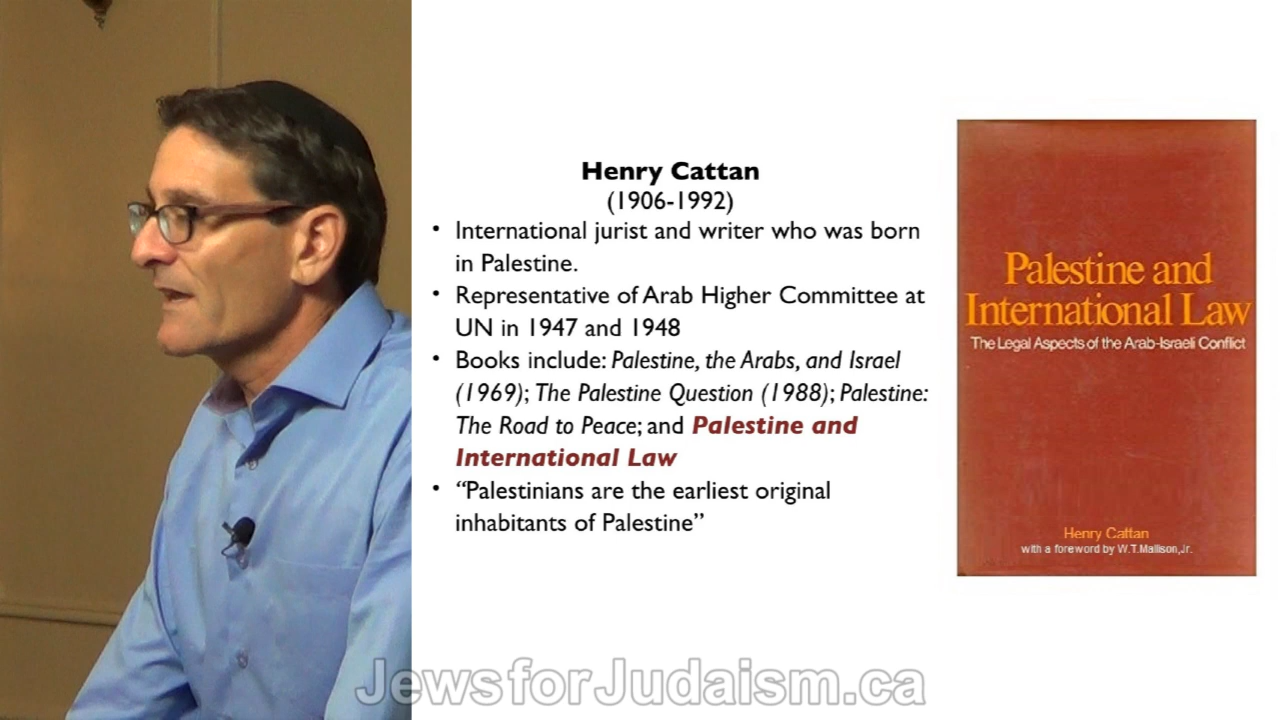 Henry Cattan
(1906-1992)
• International jurist and writer who was born
in Palestine.
• Representative of Arab Higher Committee at
UN in 1947 and 1948
• Books include: Palestine, the Arabs, and Israel
(1969); The Palestine Question (1988); Palestine:
The Road to Peace; and Palestine and
International Law
• “Palestinians are the earliest original
inhabitants of Palestine”
Palestine and
International Law
The Legal Aspects of the Arab-Israeli Conflict
Henry Cattan
with a foreword by W.T.Mallison,Jr.
JewsforJudaism.ca